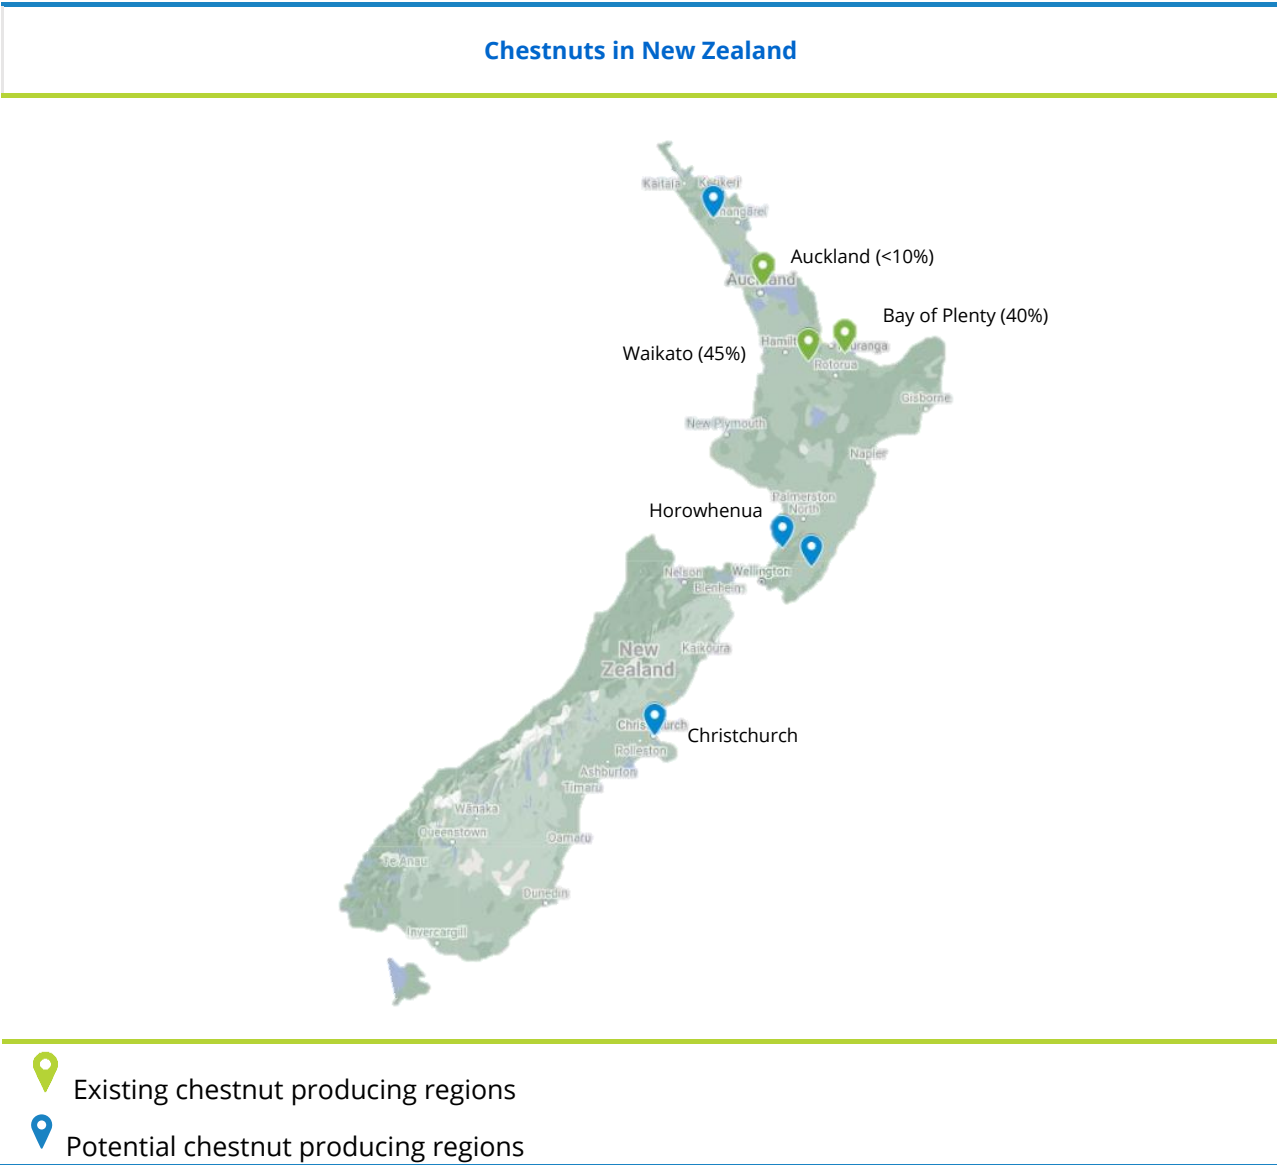 Chestnuts in New Zealand
Kaitaia
Kerikeri
Auckland (<10%)
Bay of Plenty (40%)
Waikato (45%)
Rotorua
Gisborne
New Plymouth
Napier
Palmerston
North
Horowhenua
Nelson
Wellington
Blenheim
New
Zealand
Kaikōura
Christchurch
Rolleston
Ashburton
Timaru
Wānaka
Queenstown
Oamaru
Te Anau
Dunedin
Invercargill
Existing chestnut producing regions
Potential chestnut producing regions